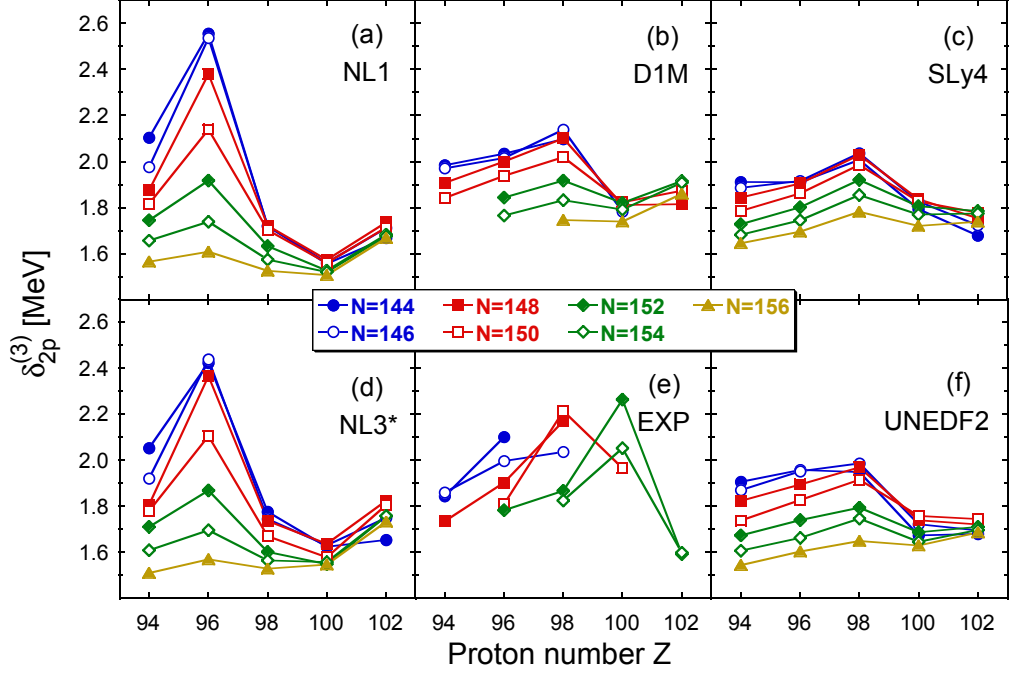 (a)
NL1
(b)
D1M
(c)
SLy4
2.6
2.4
2.2
2.0
1.8
1.6
δ₂ₚ⁽³⁾ [MeV]
N=144 N=148 N=152 N=156
N=146 N=150 N=154
2.6
2.4
2.2
2.0
1.8
1.6
(d)
NL3*
(e)
EXP
(f)
UNEDF2
94 96 98 100 102 94 96 98 100 102 94 96 98 100 102
Proton number Z